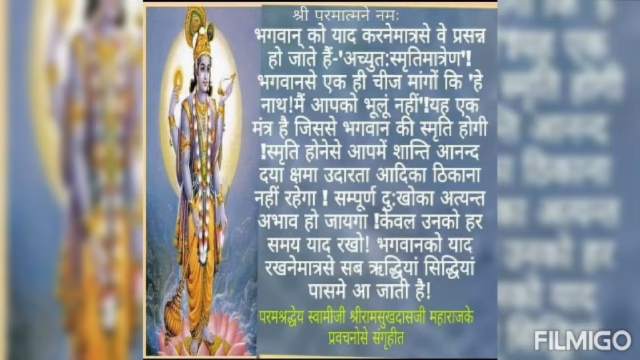 श्री परमात्मने नमः
भगवान् को याद करनेमात्रसे वे प्रसन्न
हो जाते हैं-'अच्युत:स्मृतिमात्रेण'!
भगवानसे एक ही चीज मांगों कि 'हे
नाथ!मैं आपको भूलूं नहीं'!यह एक
मंत्र है जिससे भगवान की स्मृति होगी
!स्मृति होनेसे आपमें शान्ति आनन्द
दया क्षमा उदारता आदिका ठिकाना
नहीं रहेगा ! सम्पूर्ण दु:खोका अत्यन्त
अभाव हो जायगा !केवल उनको हर
समय याद रखो! भगवानको याद
रखनेमात्रसे सब ऋद्धियां सिद्धियां
पासमे आ जाती है!
परमश्रद्धेय स्वामीजी श्रीरामसुखदासजी महाराजके
प्रवचनोसे संगृहीत
FILMIGO